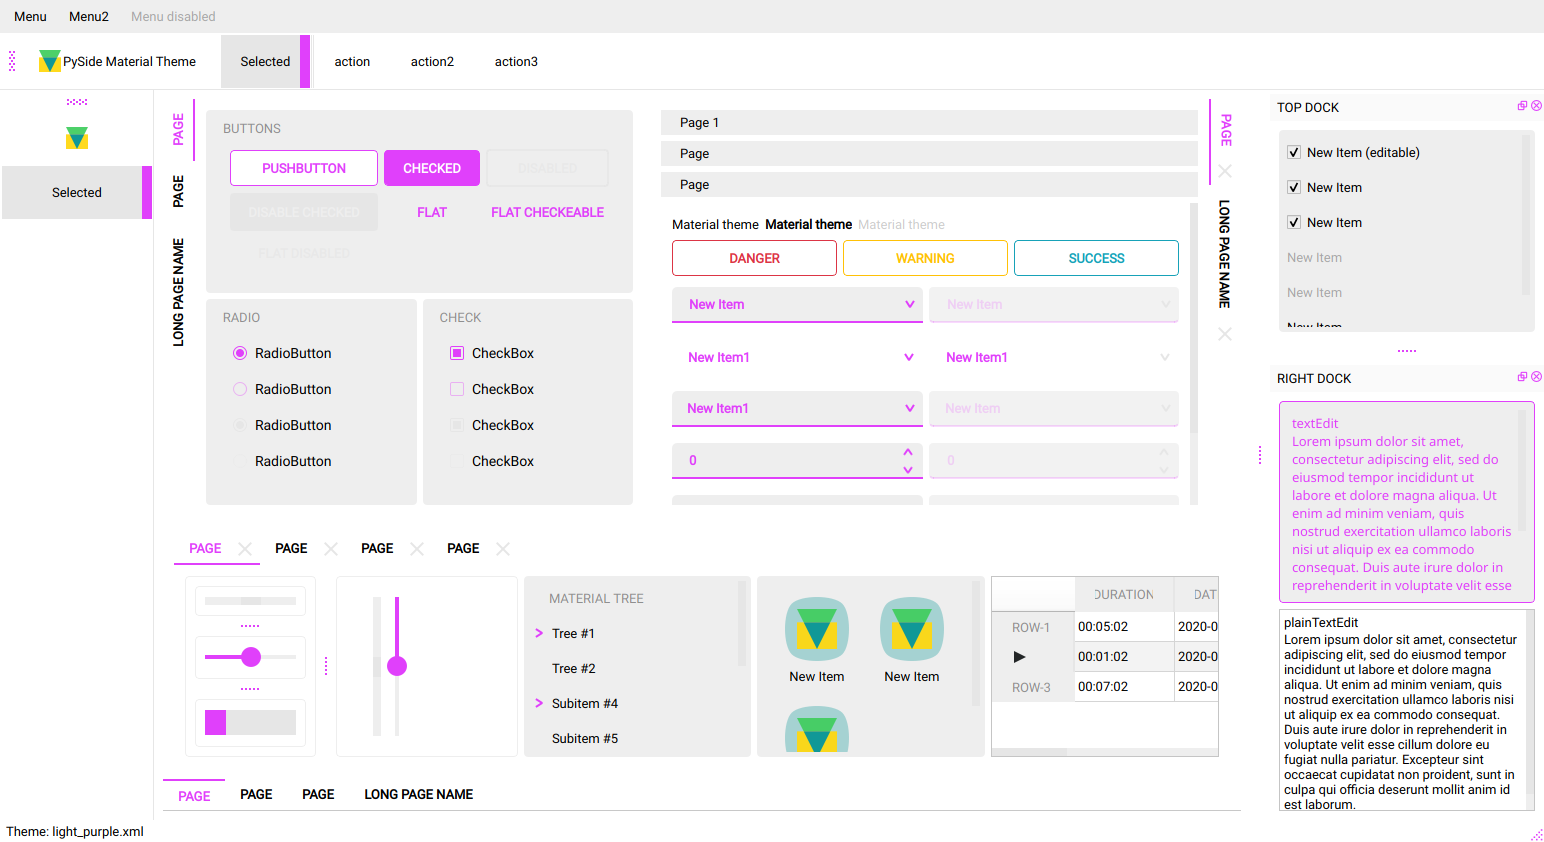 Menu Menu2 Menu disabled
PySide Material Theme Selected action action2 action3
Selected
PAGE
PAGE
LONG PAGE NAME
BUTTONS
PUSHBUTTON CHECKED DISABLED
DISABLE CHECKED FLAT FLAT CHECKEABLE
FLAT DISABLED
RADIO
RadioButton
RadioButton
RadioButton
RadioButton
CHECK
CheckBox
CheckBox
CheckBox
CheckBox
Page 1
Page
Page
Material theme Material theme Material theme
DANGER WARNING SUCCESS
New Item New Item
New Item1 New Item1
New Item1 New Item
0 0
PAGE
LONG PAGE NAME
TOP DOCK
New Item (editable)
New Item
New Item
New Item
New Item
New Item
RIGHT DOCK
textEdit
Lorem ipsum dolor sit amet,
consectetur adipiscing elit, sed do
eiusmod tempor incididunt ut
labore et dolore magna aliqua. Ut
enim ad minim veniam, quis
nostrud exercitation ullamco laboris
nisi ut aliquip ex ea commodo
consequat. Duis aute irure dolor in
reprehenderit in voluptate velit esse
plainTextEdit
Lorem ipsum dolor sit amet, consectetur
adipiscing elit, sed do eiusmod tempor
incididunt ut labore et dolore magna
aliqua. Ut enim ad minim veniam, quis
nostrud exercitation ullamco laboris nisi
ut aliquip ex ea commodo consequat.
Duis aute irure dolor in reprehenderit in
voluptate velit esse cillum dolore eu
fugiat nulla pariatur. Excepteur sint
occaecat cupidatat non proident, sunt in
culpa qui officia deserunt mollit anim id
est laborum.
PAGE PAGE PAGE PAGE
MATERIAL TREE
Tree #1
Tree #2
Subitem #4
Subitem #5
New Item New Item
DURATION DAT
ROW-1 00:05:02 2020-0
00:01:02 2020-0
ROW-3 00:07:02 2020-0
PAGE PAGE PAGE LONG PAGE NAME
Theme: light_purple.xml